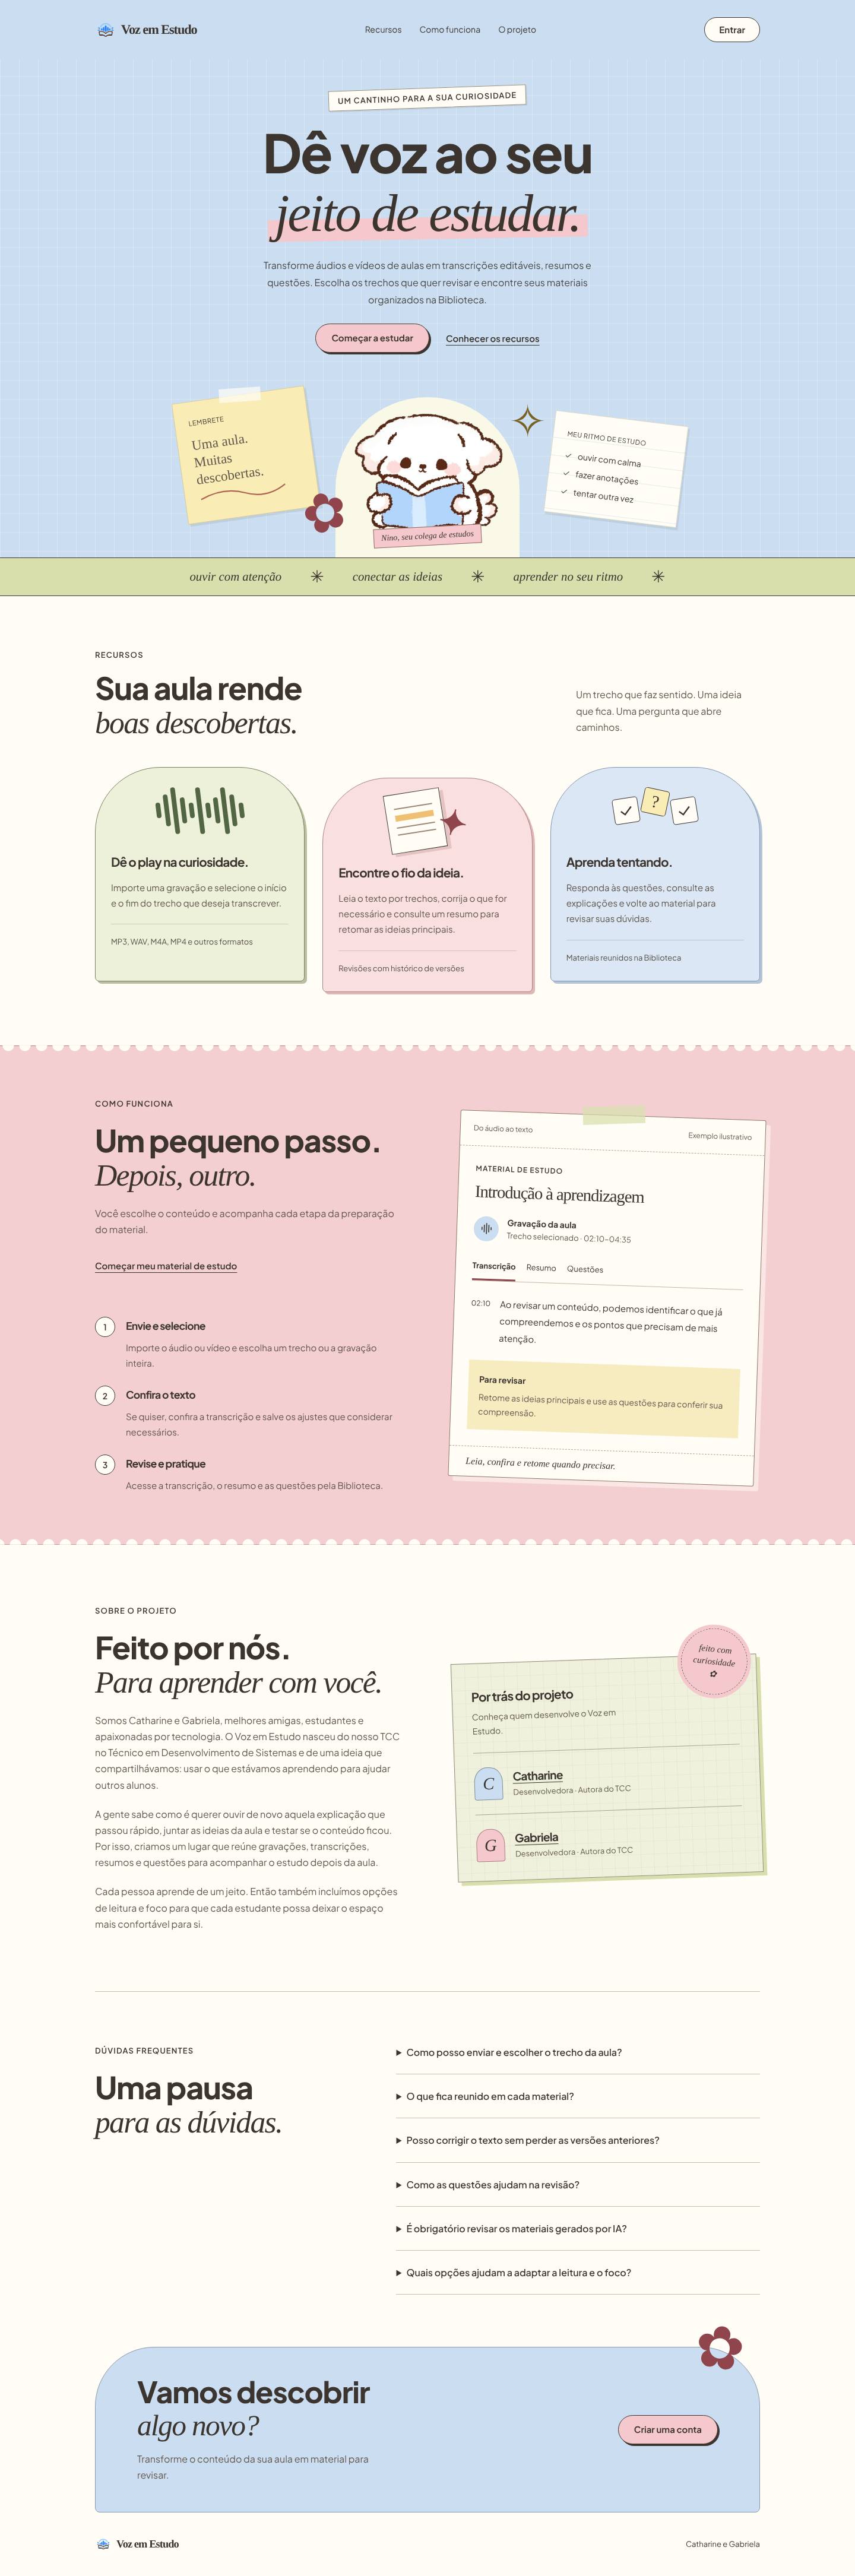 Voz em Estudo
Recursos
Como funciona
O projeto
Entrar
UM CANTINHO PARA A SUA CURIOSIDADE
Dê voz ao seu
jeito de estudar.
Transforme áudios e vídeos de aulas em transcrições editáveis, resumos e
questões. Escolha os trechos que quer revisar e encontre seus materiais
organizados na Biblioteca.
Começar a estudar
Conhecer os recursos
LEMBRETE
Uma aula.
Muitas
descobertas.
Nino, seu colega de estudos
MEU RITMO DE ESTUDO
✓ ouvir com calma
✓ fazer anotações
✓ tentar outra vez
ouvir com atenção
conectar as ideias
aprender no seu ritmo
RECURSOS
Sua aula rende
boas descobertas.
Um trecho que faz sentido. Uma ideia
que fica. Uma pergunta que abre
caminhos.
Dê o play na curiosidade.
Importe uma gravação e selecione o início
e o fim do trecho que deseja transcrever.
MP3, WAV, M4A, MP4 e outros formatos
Encontre o fio da ideia.
Leia o texto por trechos, corrija o que for
necessário e consulte um resumo para
retomar as ideias principais.
Revisões com histórico de versões
?
Aprenda tentando.
Responda às questões, consulte as
explicações e volte ao material para
revisar suas dúvidas.
Materiais reunidos na Biblioteca
COMO FUNCIONA
Um pequeno passo.
Depois, outro.
Você escolhe o conteúdo e acompanha cada etapa da preparação
do material.
Começar meu material de estudo
1
Envie e selecione
Importe o áudio ou vídeo e escolha um trecho ou a gravação
inteira.
2
Confira o texto
Se quiser, confira a transcrição e salve os ajustes que considerar
necessários.
3
Revise e pratique
Acesse a transcrição, o resumo e as questões pela Biblioteca.
Do áudio ao texto
Exemplo ilustrativo
MATERIAL DE ESTUDO
Introdução à aprendizagem
Gravação da aula
Trecho selecionado · 02:10–04:35
Transcrição
Resumo
Questões
02:10
Ao revisar um conteúdo, podemos identificar o que já
compreendemos e os pontos que precisam de mais
atenção.
Para revisar
Retome as ideias principais e use as questões para conferir sua
compreensão.
Leia, confira e retome quando precisar.
SOBRE O PROJETO
Feito por nós.
Para aprender com você.
Somos Catharine e Gabriela, melhores amigas, estudantes e
apaixonadas por tecnologia. O Voz em Estudo nasceu do nosso TCC
no Técnico em Desenvolvimento de Sistemas e de uma ideia que
compartilhávamos: usar o que estávamos aprendendo para ajudar
outros alunos.
A gente sabe como é querer ouvir de novo aquela explicação que
passou rápido, juntar as ideias da aula e testar se o conteúdo ficou.
Por isso, criamos um lugar que reúne gravações, transcrições,
resumos e questões para acompanhar o estudo depois da aula.
Cada pessoa aprende de um jeito. Então também incluímos opções
de leitura e foco para que cada estudante possa deixar o espaço
mais confortável para si.
feito com
curiosidade
Por trás do projeto
Conheça quem desenvolve o Voz em
Estudo.
C
Catharine
Desenvolvedora · Autora do TCC
G
Gabriela
Desenvolvedora · Autora do TCC
DÚVIDAS FREQUENTES
Uma pausa
para as dúvidas.
Como posso enviar e escolher o trecho da aula?
O que fica reunido em cada material?
Posso corrigir o texto sem perder as versões anteriores?
Como as questões ajudam na revisão?
É obrigatório revisar os materiais gerados por IA?
Quais opções ajudam a adaptar a leitura e o foco?
Vamos descobrir
algo novo?
Transforme o conteúdo da sua aula em material para
revisar.
Criar uma conta
Voz em Estudo
Catharine e Gabriela